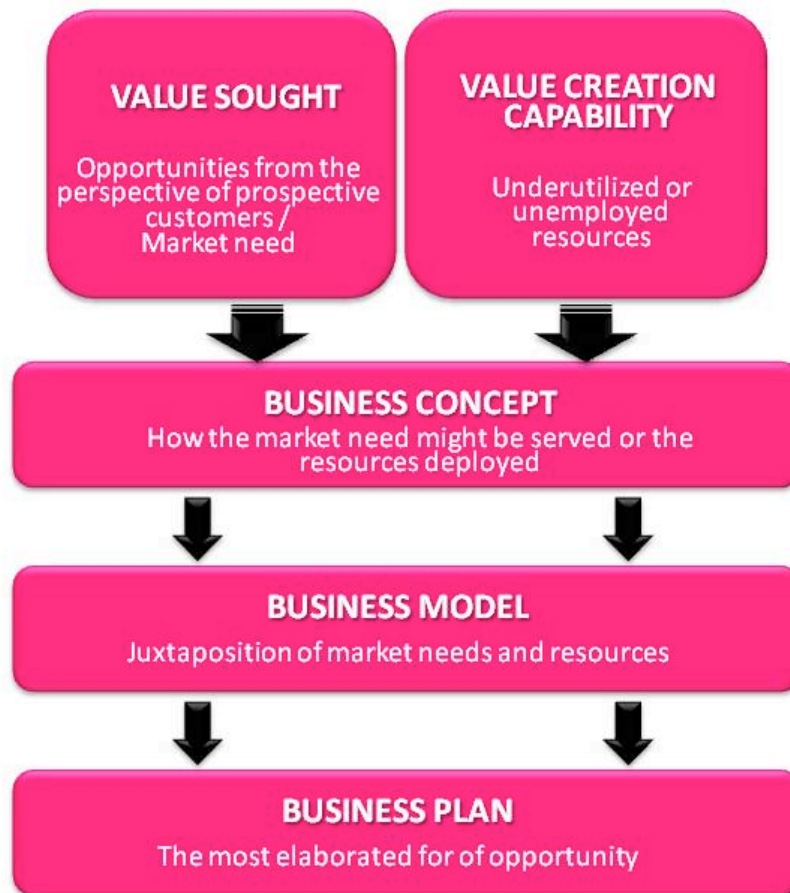 VALUE SOUGHT
Opportunities from the
perspective of prospective
customers /
Market need
VALUE CREATION
CAPABILITY
Underutilized or
unemployed
resources
BUSINESS CONCEPT
How the market need might be served or the
resources deployed
BUSINESS MODEL
Juxtaposition of market needs and resources
BUSINESS PLAN
The most elaborated for of opportunity